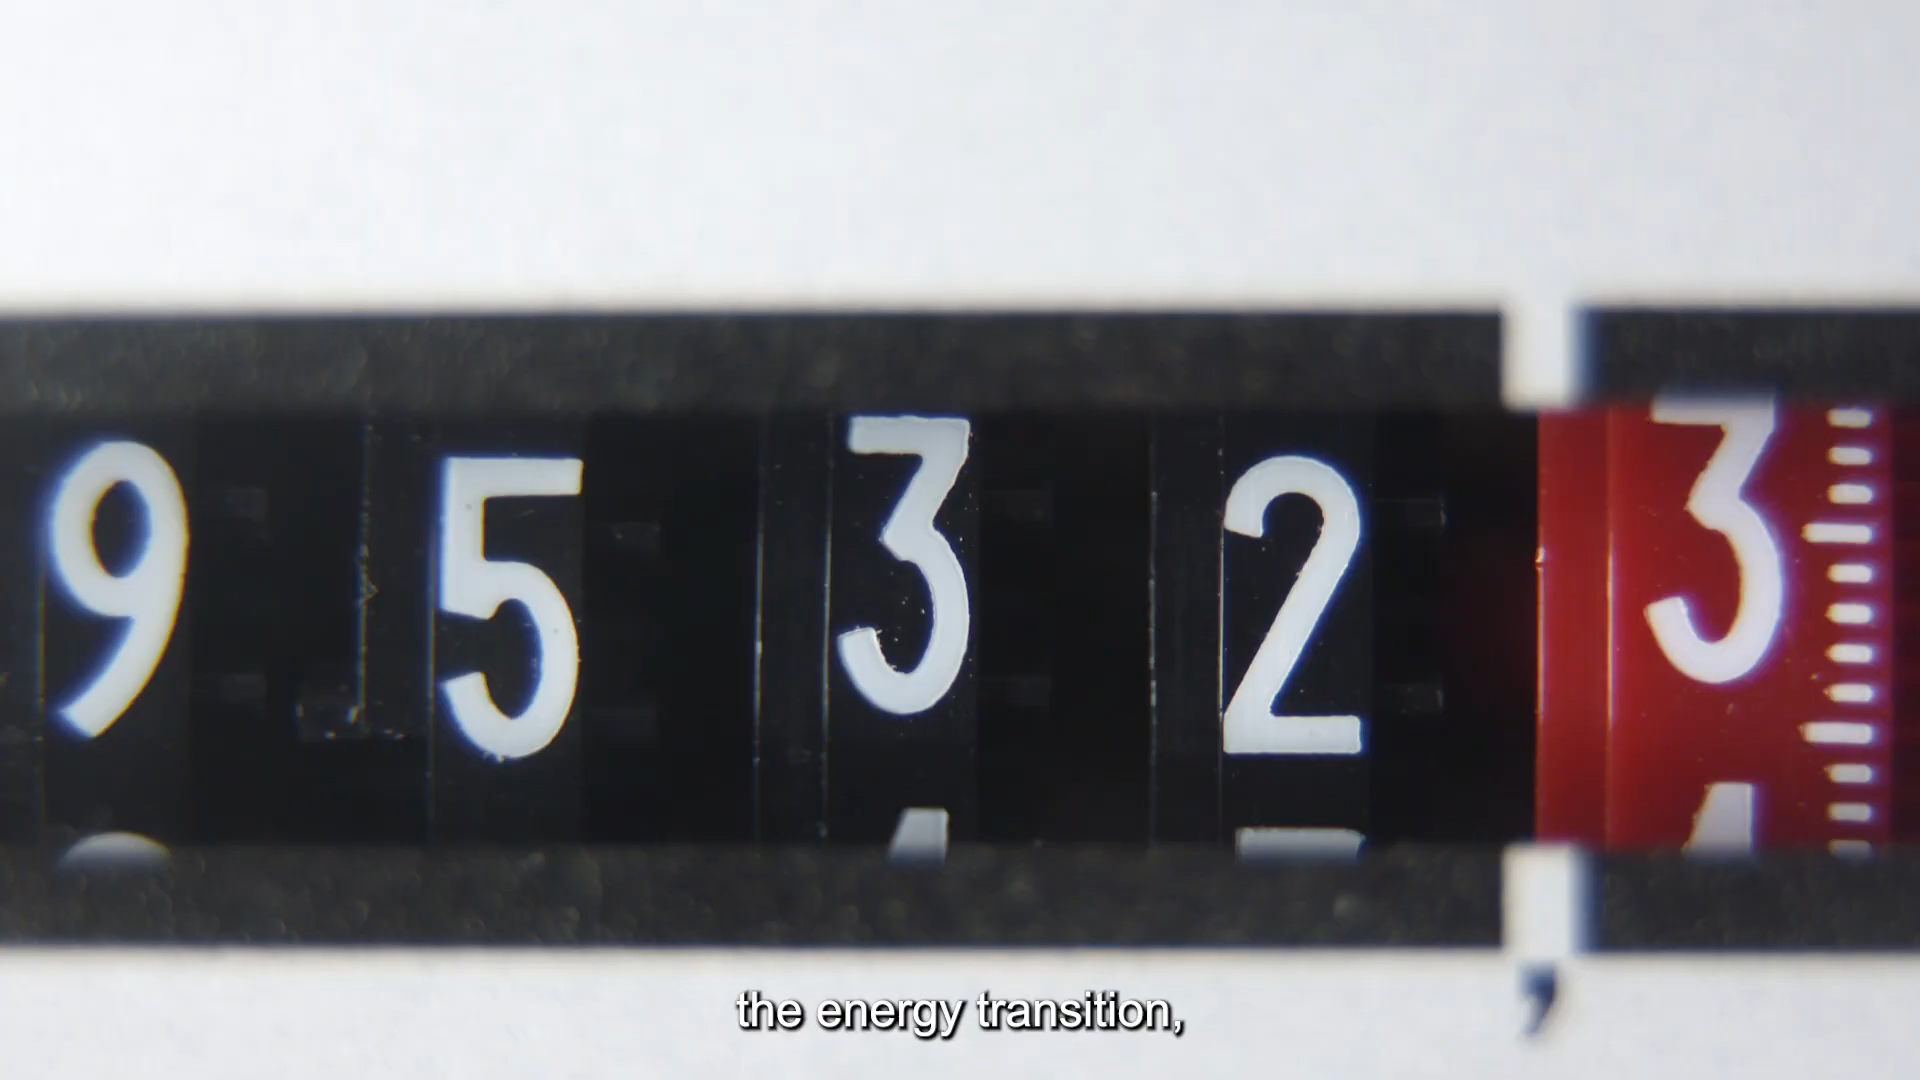 9 5 3 2 3
,
the energy transition,